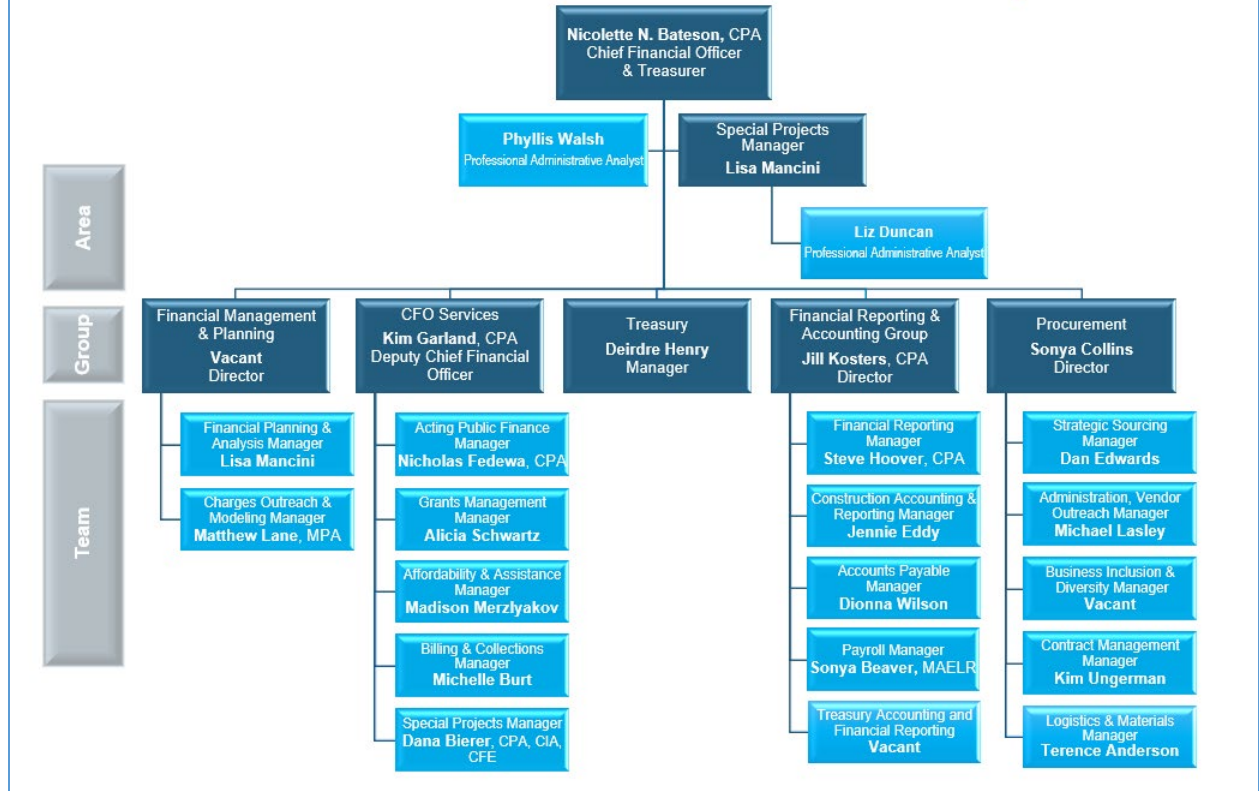 Nicolette N. Bateson, CPA
Chief Financial Officer
& Treasurer
Phyllis Walsh
Professional Administrative Analyst
Special Projects
Manager
Lisa Mancini
Liz Duncan
Professional Administrative Analyst
Area
Group
Team
Financial Management
& Planning
Vacant
Director
CFO Services
Kim Garland, CPA
Deputy Chief Financial
Officer
Treasury
Deirdre Henry
Manager
Financial Reporting &
Accounting Group
Jill Kosters, CPA
Director
Procurement
Sonya Collins
Director
Financial Planning &
Analysis Manager
Lisa Mancini
Charges Outreach &
Modeling Manager
Matthew Lane, MPA
Acting Public Finance
Manager
Nicholas Fedewa, CPA
Grants Management
Manager
Alicia Schwartz
Affordability & Assistance
Manager
Madison Merzlyakov
Billing & Collections
Manager
Michelle Burt
Special Projects Manager
Dana Bierer, CPA, CIA,
CFE
Financial Reporting
Manager
Steve Hoover, CPA
Construction Accounting &
Reporting Manager
Jennie Eddy
Accounts Payable
Manager
Dionna Wilson
Payroll Manager
Sonya Beaver, MAELR
Treasury Accounting and
Financial Reporting
Vacant
Strategic Sourcing
Manager
Dan Edwards
Administration, Vendor
Outreach Manager
Michael Lasley
Business Inclusion &
Diversity Manager
Vacant
Contract Management
Manager
Kim Ungerman
Logistics & Materials
Manager
Terence Anderson